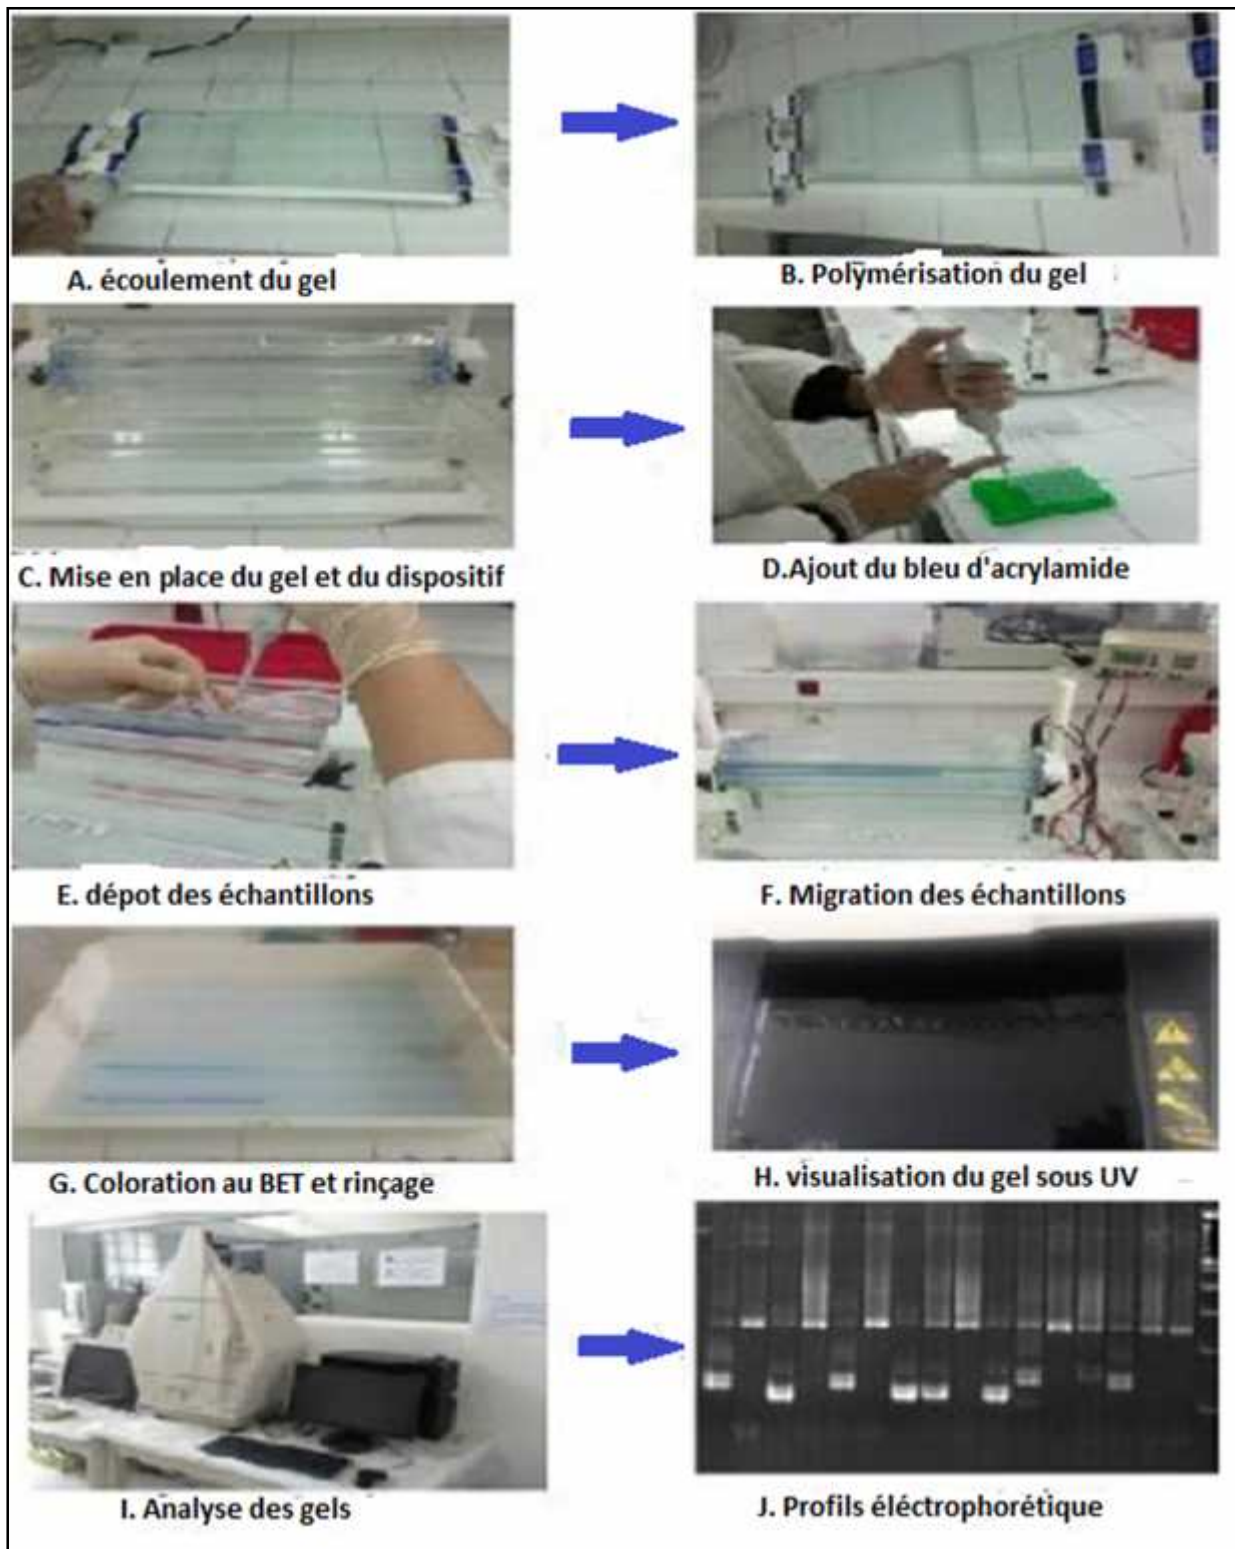 A. écoulement du gel
B. Polymérisation du gel
C. Mise en place du gel et du dispositif
D.Ajout du bleu d'acrylamide
E. dépot des échantillons
F. Migration des échantillons
G. Coloration au BET et rinçage
H. visualisation du gel sous UV
I. Analyse des gels
J. Profils éléctrophorétique